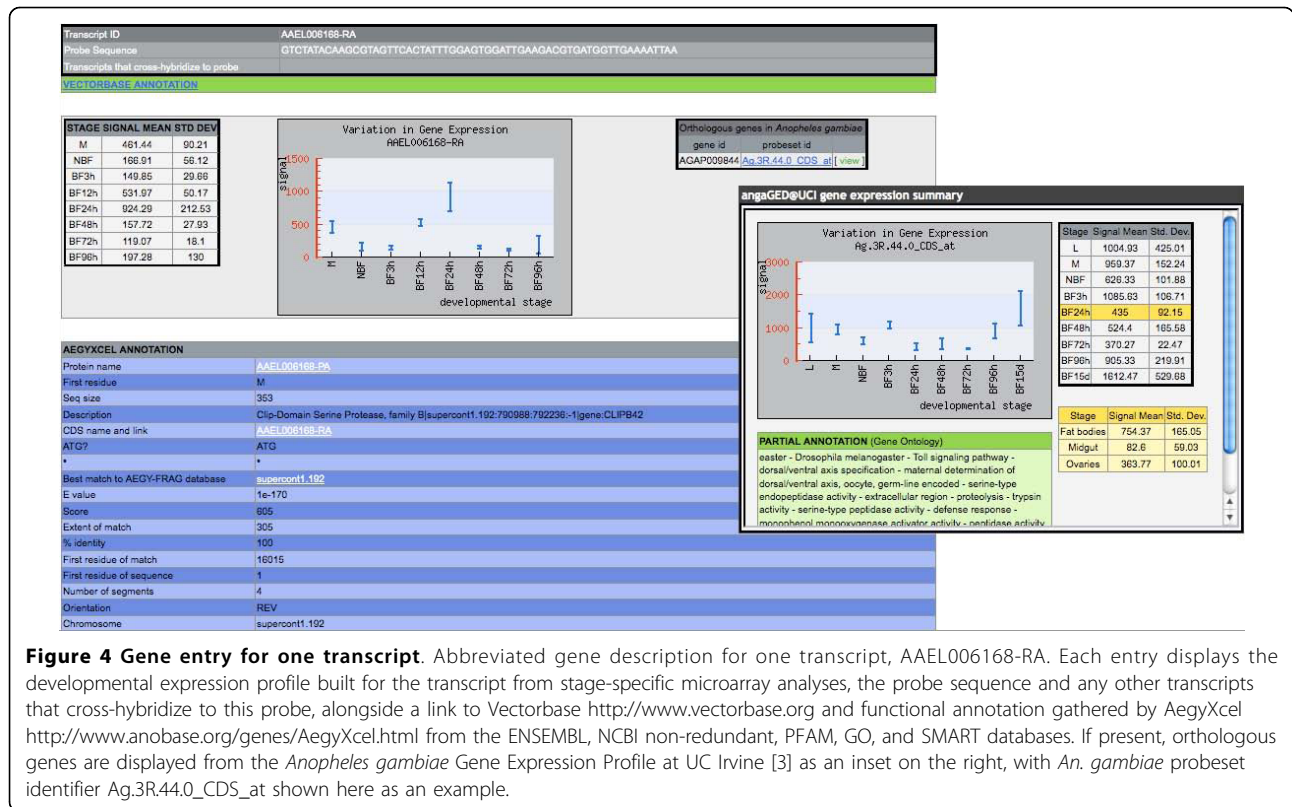 Transcript ID AAEL006168-RA
Probe Sequence GTCTATACAAGCGTAGTTCACTATTTGGAGTGGATTGAAGACGTGATGGTTGAAAATTAA
Transcripts that cross-hybridize to probe
VECTORBASE ANNOTATION
STAGE SIGNAL MEAN STD DEV
M 461.44 90.21
NBF 166.91 56.12
BF3h 149.85 29.66
BF12h 531.97 50.17
BF24h 924.29 212.53
BF48h 157.72 27.93
BF72h 119.07 18.1
BF96h 197.28 130
Variation in Gene Expression
AAEL006168-RA
signal
1500
1000
500
0
M NBF BF3h BF12h BF24h BF48h BF72h BF96h
developmental stage
Orthologous genes in Anopheles gambiae
gene id probeset id
AGAP009844 Ag.3R.44.0_CDS_at [ view ]
angaGED@UCI gene expression summary
Variation in Gene Expression
Ag.3R.44.0_CDS_at
signal
3000
2000
1000
0
L M NBF BF3h BF24h BF48h BF72h BF96h BF15d
developmental stage
Stage Signal Mean Std. Dev.
L 1004.93 425.01
M 959.37 152.24
NBF 626.33 101.88
BF3h 1085.63 106.71
BF24h 435 92.15
BF48h 524.4 165.58
BF72h 370.27 22.47
BF96h 905.33 219.91
BF15d 1612.47 529.68
Stage Signal Mean Std. Dev.
Fat bodies 754.37 165.05
Midgut 82.6 59.03
Ovaries 363.77 100.01
PARTIAL ANNOTATION (Gene Ontology)
easter - Drosophila melanogaster - Toll signaling pathway -
dorsal/ventral axis specification - maternal determination of
dorsal/ventral axis, oocyte, germ-line encoded - serine-type
endopeptidase activity - extracellular region - proteolysis - trypsin
activity - serine-type peptidase activity - defense response -
monophenol monooxygenase activator activity - peptidase activity
AEGYXCEL ANNOTATION
Protein name AAEL006168-PA
First residue M
Seq size 353
Description Clip-Domain Serine Protease, family B|supercont1.192:790988:792236:-1|gene:CLIPB42
CDS name and link AAEL006168-RA
ATG? ATG
* *
Best match to AEGY-FRAG database supercont1.192
E value 1e-170
Score 605
Extent of match 305
% identity 100
First residue of match 16015
First residue of sequence 1
Number of segments 4
Orientation REV
Chromosome supercont1.192
Figure 4 Gene entry for one transcript. Abbreviated gene description for one transcript, AAEL006168-RA. Each entry displays the
developmental expression profile built for the transcript from stage-specific microarray analyses, the probe sequence and any other transcripts
that cross-hybridize to this probe, alongside a link to Vectorbase http://www.vectorbase.org and functional annotation gathered by AegyXcel
http://www.anobase.org/genes/AegyXcel.html from the ENSEMBL, NCBI non-redundant, PFAM, GO, and SMART databases. If present, orthologous
genes are displayed from the Anopheles gambiae Gene Expression Profile at UC Irvine [3] as an inset on the right, with An. gambiae probeset
identifier Ag.3R.44.0_CDS_at shown here as an example.